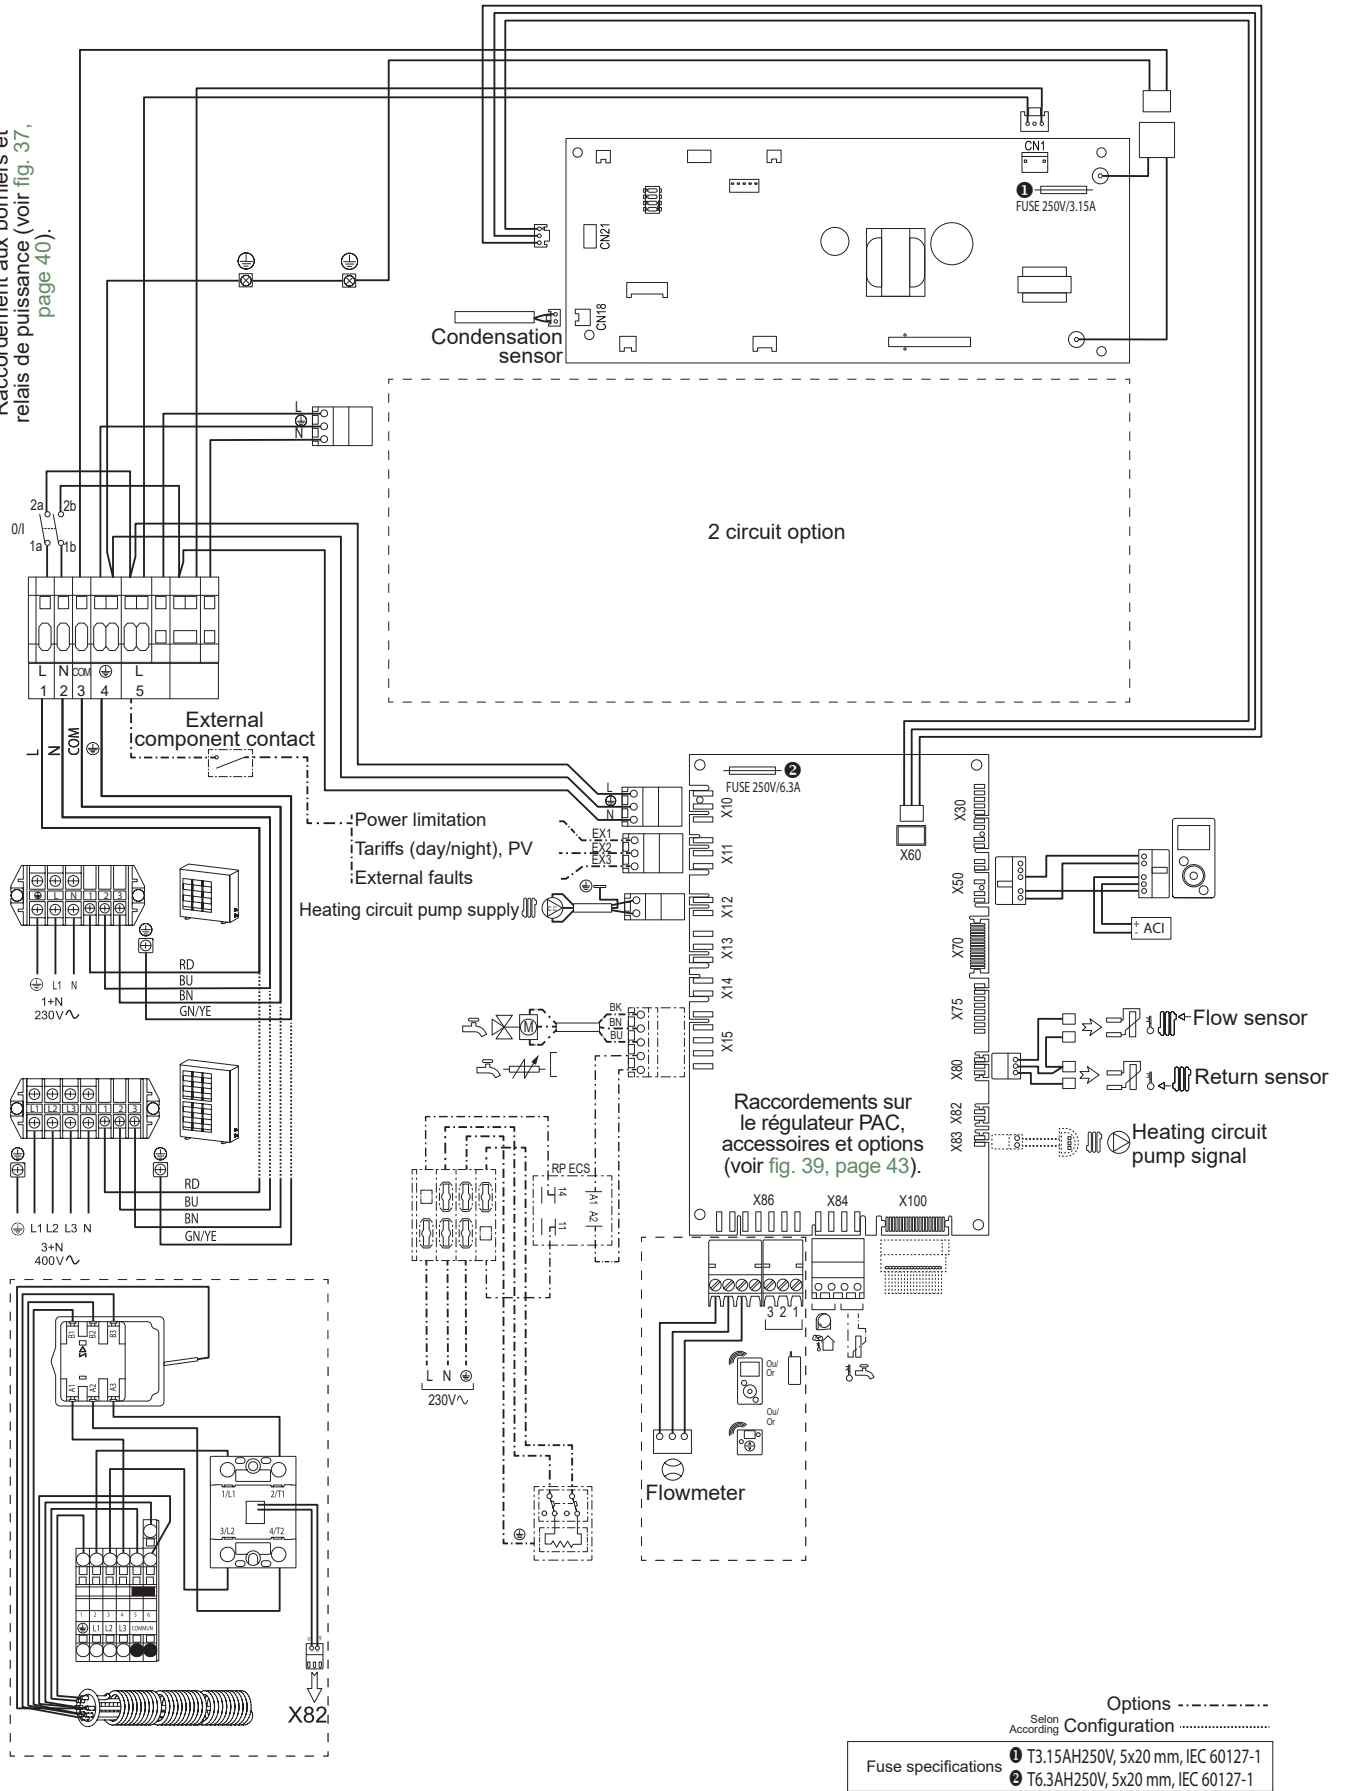 Raccordement aux borniers et
relais de puissance (voir fig. 37,
page 40).
CN1
❶
FUSE 250V/3.15A
CN21
CN18
Condensation
sensor
L
N
2 circuit option
2a
2b
0/I
1a
1b
L N COM L
1 2 3 4 5
L
N
COM
External
component contact
❷
FUSE 250V/6.3A
L
N
X10
X30
X60
Power limitation
Tariffs (day/night), PV
External faults
EX1
EX2
EX3
X11
X50
Heating circuit pump supply
X12
+
-
ACI
X13
X70
X14
X75
L N 1 2 3
L1 N
1+N
230V
RD
BU
BN
GN/YE
M
BK
BN
BU
X15
Flow sensor
X80
Return sensor
X82
X83
Heating circuit
pump signal
L1 L2 L3 N 1 2 3
L1 L2 L3 N
3+N
400V
RD
BU
BN
GN/YE
Raccordements sur
le régulateur PAC,
accessoires et options
(voir fig. 39, page 43).
RP ECS
14
11
A1
A2
X86
X84
X100
3 2 1
L N
230V
Ou/
Or
Ou/
Or
Flowmeter
B1 B2 B3
A1 A2 A3
1/L1 2/T1
3/L2 4/T2
1 2 3 4 5 6
L1 L2 L3 COMMUN
X82
Options
Selon
According Configuration
Fuse specifications
❶ T3.15AH250V, 5x20 mm, IEC 60127-1
❷ T6.3AH250V, 5x20 mm, IEC 60127-1